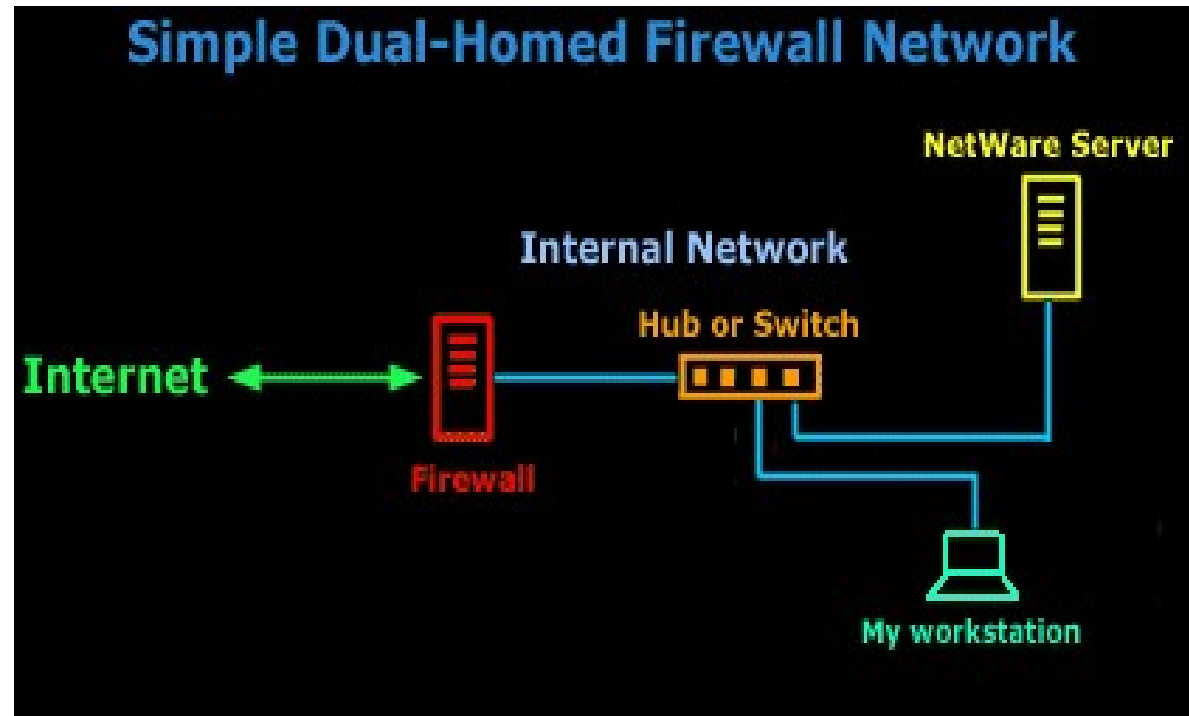 Simple Dual-Homed Firewall Network
NetWare Server
Internal Network
Hub or Switch
Internet
Firewall
My workstation